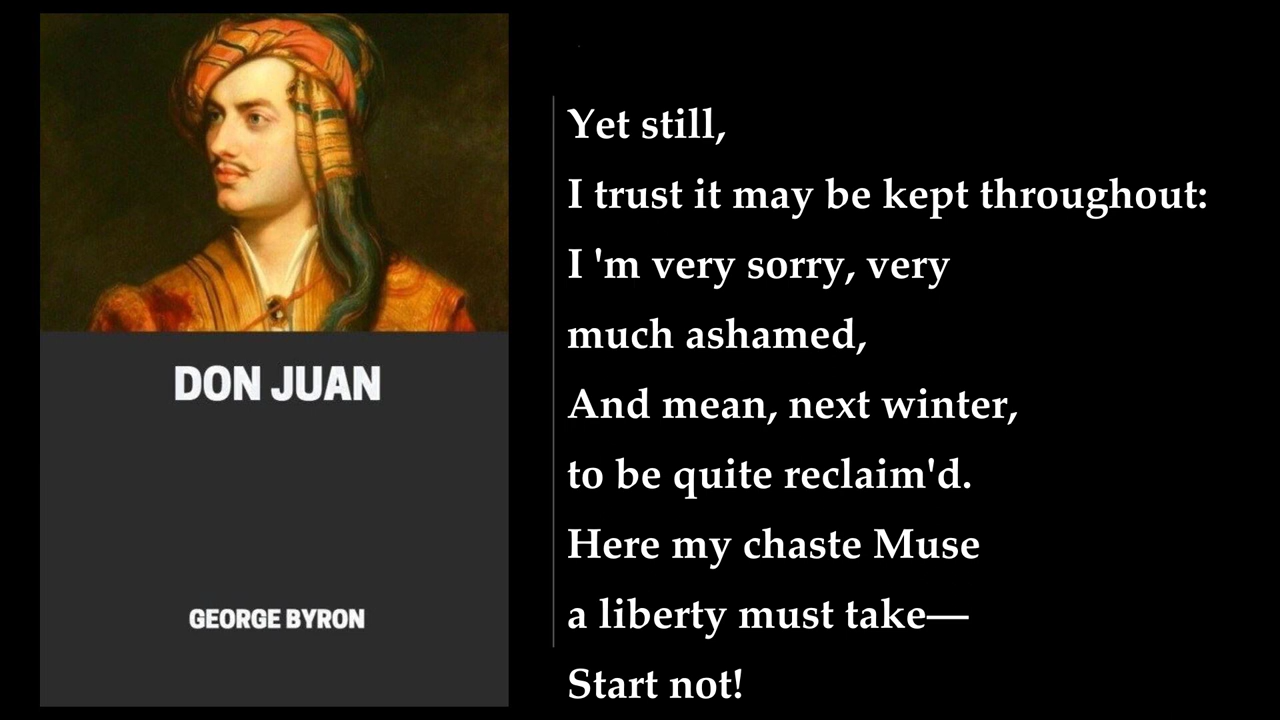 DON JUAN
GEORGE BYRON
Yet still,
I trust it may be kept throughout:
I 'm very sorry, very
much ashamed,
And mean, next winter,
to be quite reclaim'd.
Here my chaste Muse
a liberty must take—
Start not!